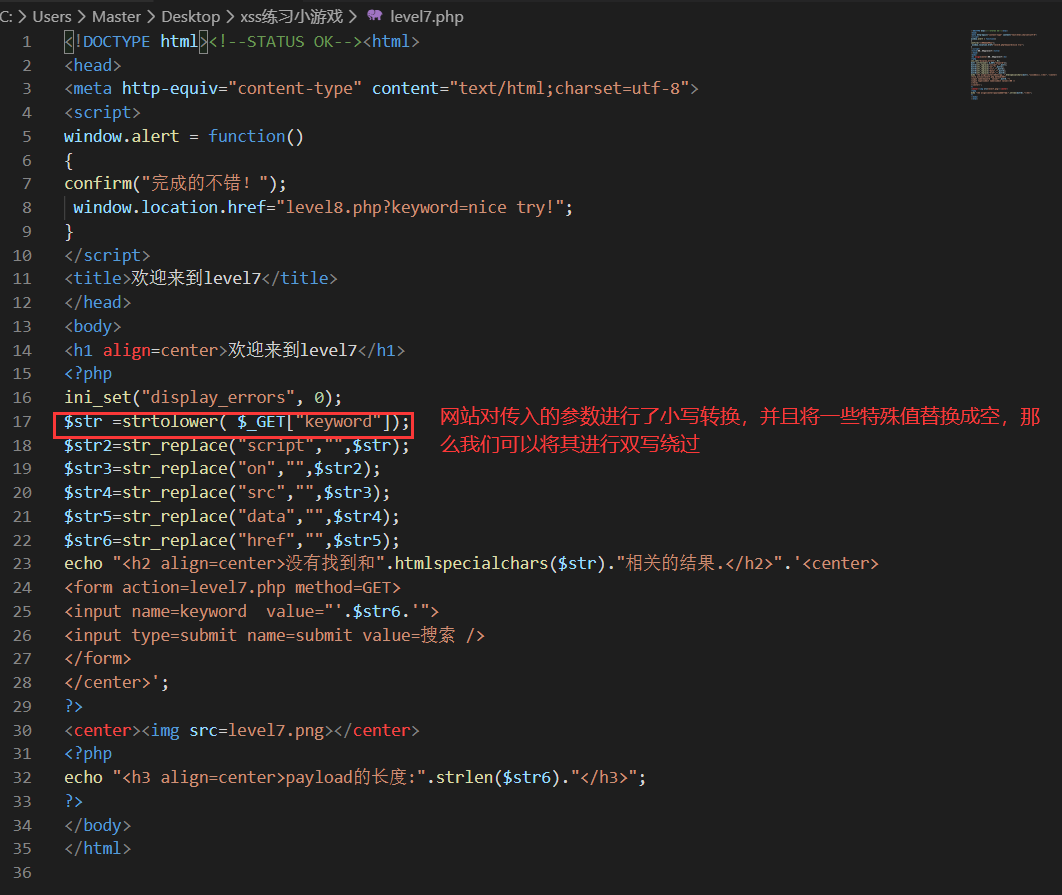 C: > Users > Master > Desktop > xss练习小游戏 > level7.php
1 <!DOCTYPE html><!--STATUS OK--><html>
2 <head>
3 <meta http-equiv="content-type" content="text/html;charset=utf-8">
4 <script>
5 window.alert = function()
6 {
7 confirm("完成的不错！");
8  window.location.href="level8.php?keyword=nice try!";
9 }
10 </script>
11 <title>欢迎来到level7</title>
12 </head>
13 <body>
14 <h1 align=center>欢迎来到level7</h1>
15 <?php
16 ini_set("display_errors", 0);
17 $str =strtolower( $_GET["keyword"]);
网站对传入的参数进行了小写转换，并且将一些特殊值替换成空，那
么我们可以将其进行双写绕过
18 $str2=str_replace("script","",$str);
19 $str3=str_replace("on","",$str2);
20 $str4=str_replace("src","",$str3);
21 $str5=str_replace("data","",$str4);
22 $str6=str_replace("href","",$str5);
23 echo "<h2 align=center>没有找到和".htmlspecialchars($str)."相关的结果.</h2>".'<center>
24 <form action=level7.php method=GET>
25 <input name=keyword  value="'.$str6.'">
26 <input type=submit name=submit value=搜索 />
27 </form>
28 </center>';
29 ?>
30 <center><img src=level7.png></center>
31 <?php
32 echo "<h3 align=center>payload的长度:".strlen($str6)."</h3>";
33 ?>
34 </body>
35 </html>
36